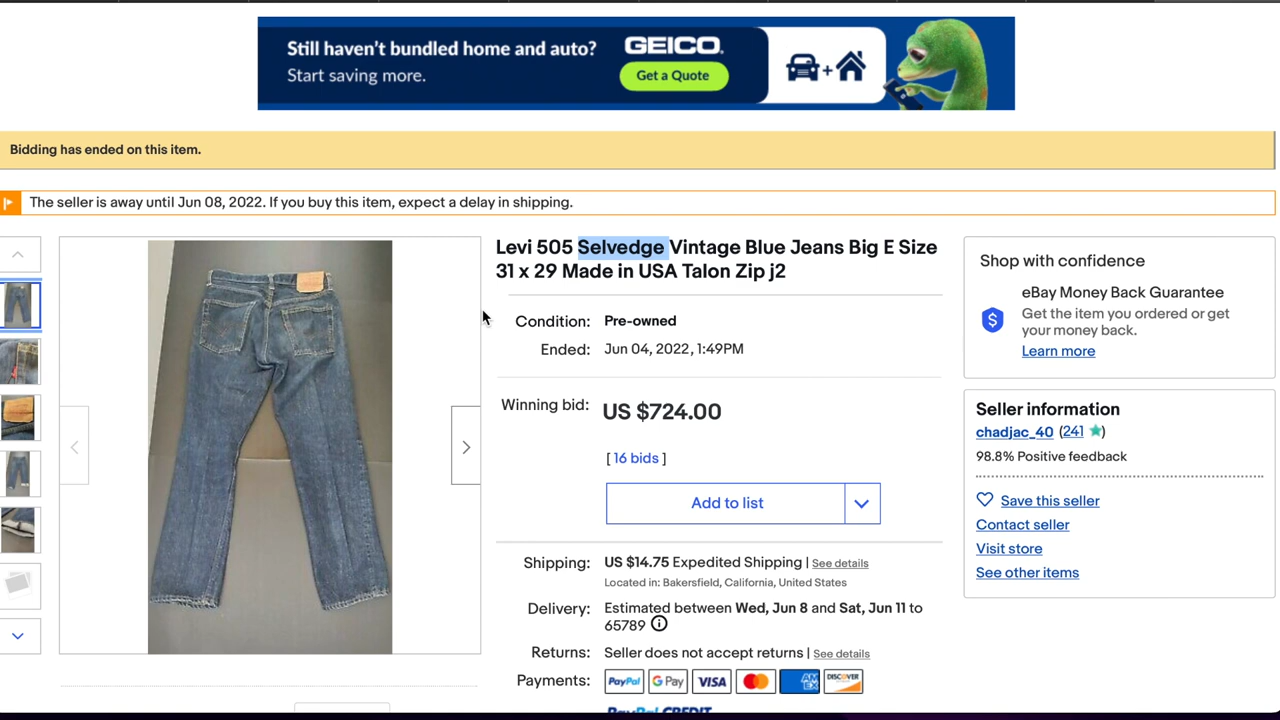 Still haven't bundled home and auto?
Start saving more.
GEICO.
Get a Quote
Bidding has ended on this item.
The seller is away until Jun 08, 2022. If you buy this item, expect a delay in shipping.
Levi 505 Selvedge Vintage Blue Jeans Big E Size
31 x 29 Made in USA Talon Zip j2
Condition: Pre-owned
Ended: Jun 04, 2022, 1:49PM
Winning bid: US $724.00
[ 16 bids ]
Add to list
Shipping: US $14.75 Expedited Shipping | See details
Located in: Bakersfield, California, United States
Delivery: Estimated between Wed, Jun 8 and Sat, Jun 11 to
65789
Returns: Seller does not accept returns | See details
Payments: PayPal G Pay VISA AM EX DISCOVER
PayPal CREDIT
Shop with confidence
eBay Money Back Guarantee
Get the item you ordered or get
your money back.
Learn more
Seller information
chadjac_40 (241)
98.8% Positive feedback
Save this seller
Contact seller
Visit store
See other items